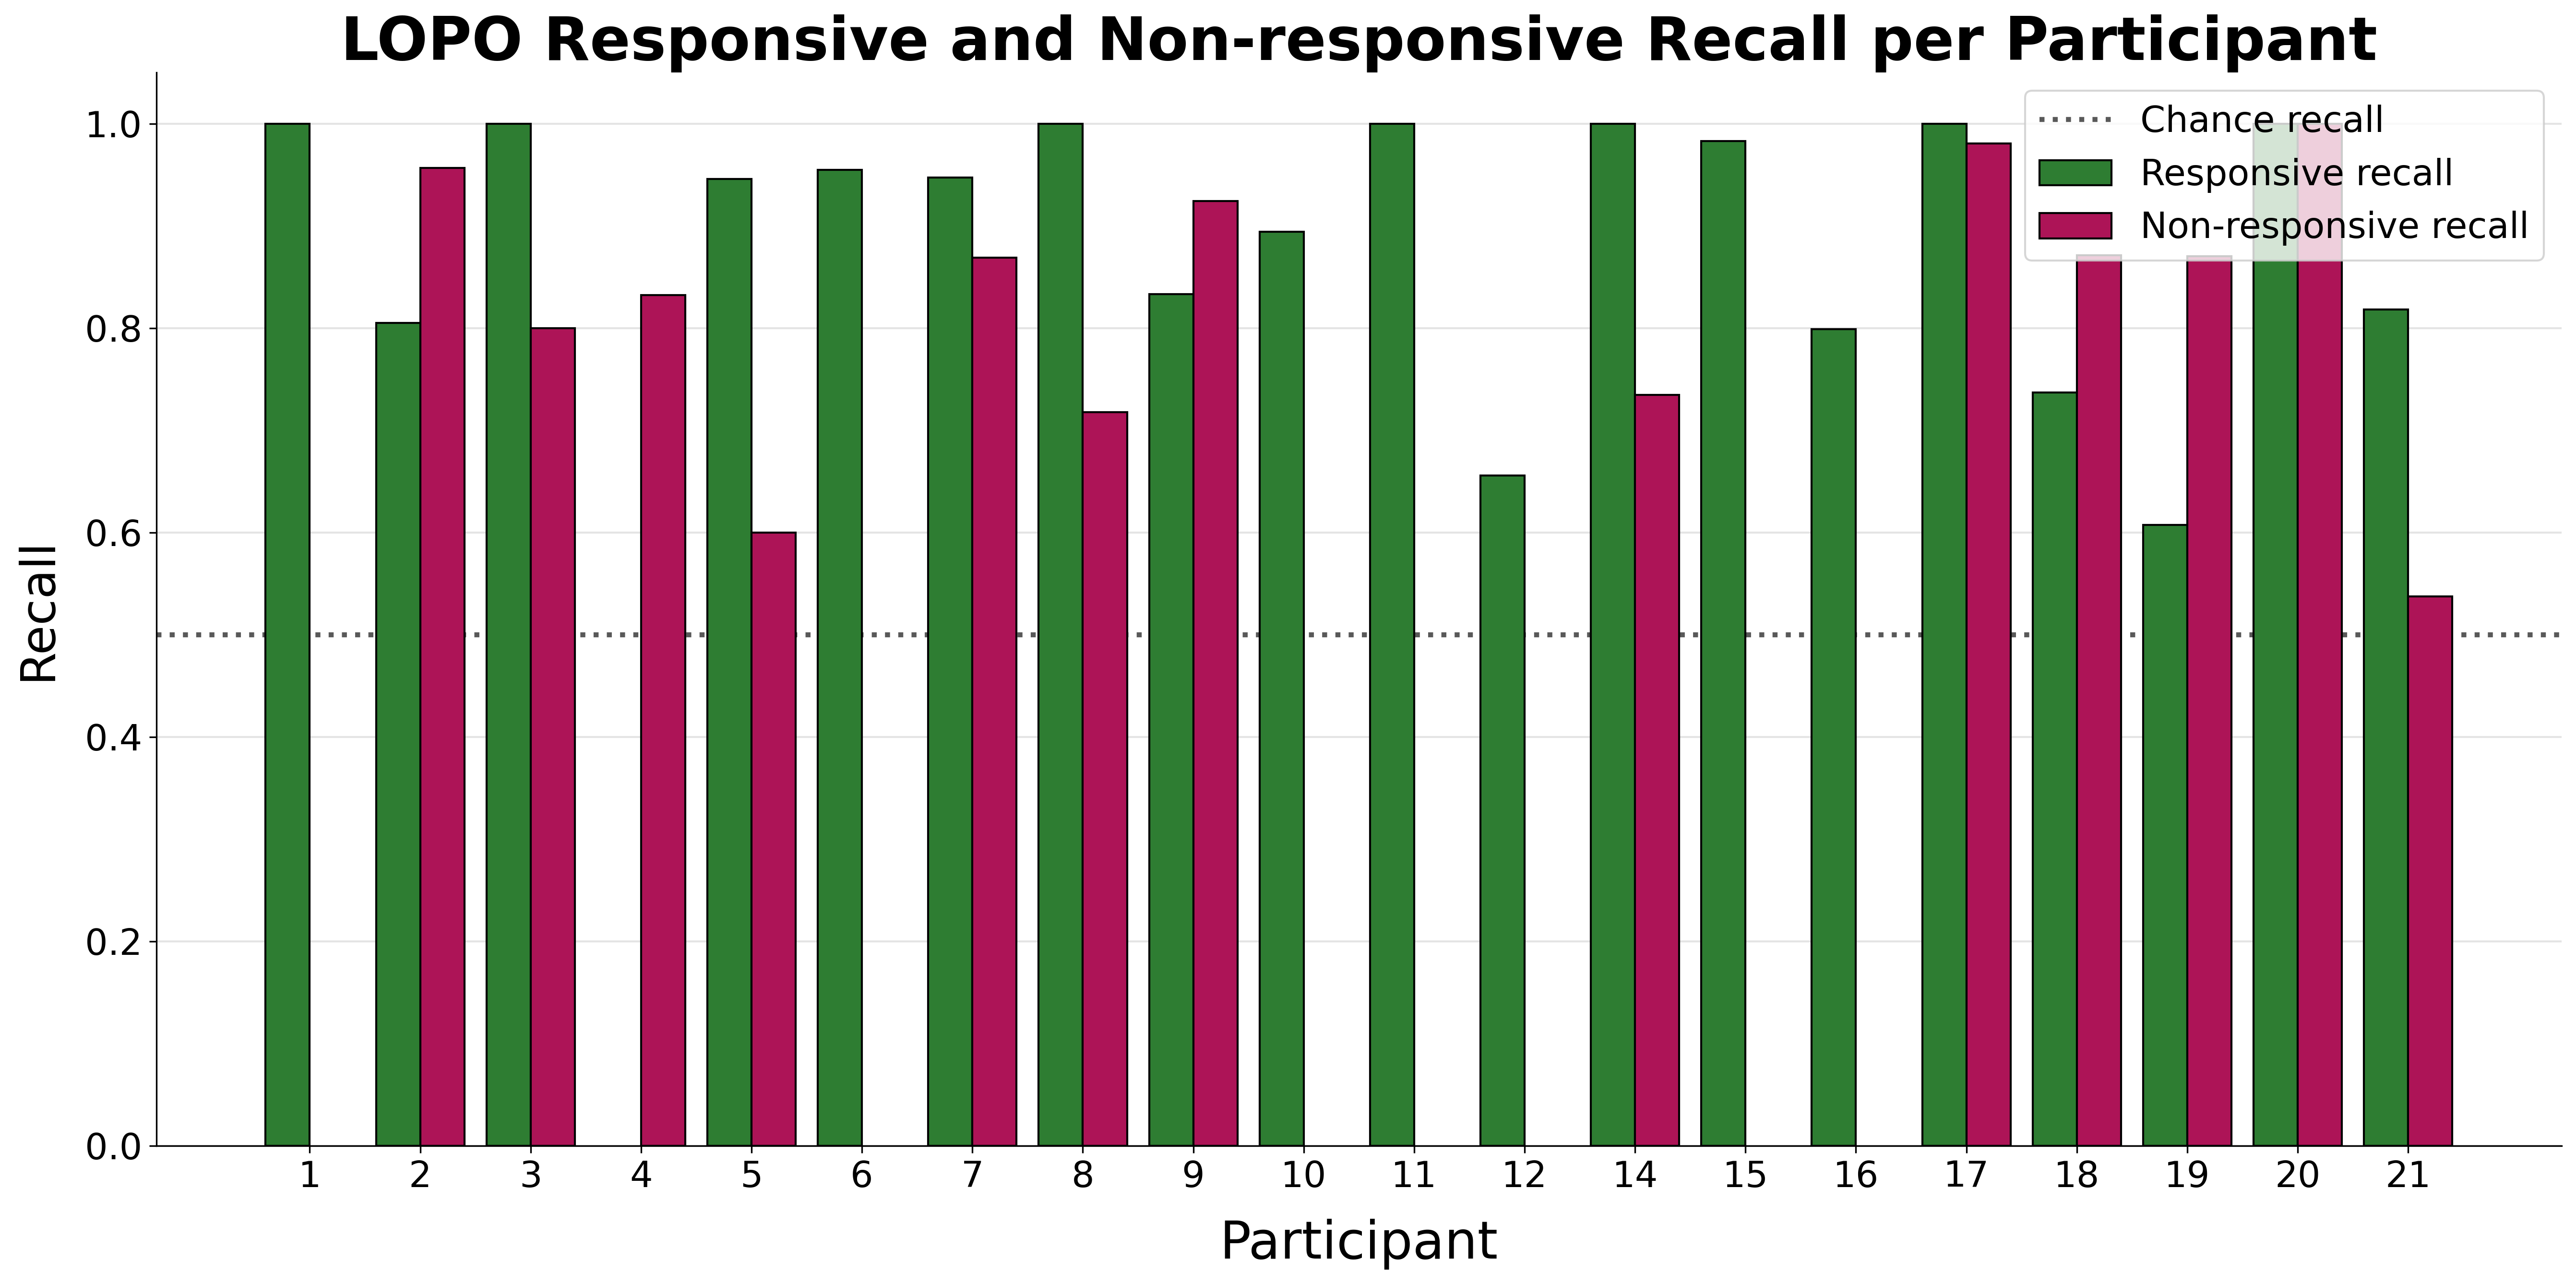 LOPO Responsive and Non-responsive Recall per Participant
Chance recall
Responsive recall
Non-responsive recall
Recall
1.0
0.8
0.6
0.4
0.2
0.0
1 2 3 4 5 6 7 8 9 10 11 12 14 15 16 17 18 19 20 21
Participant